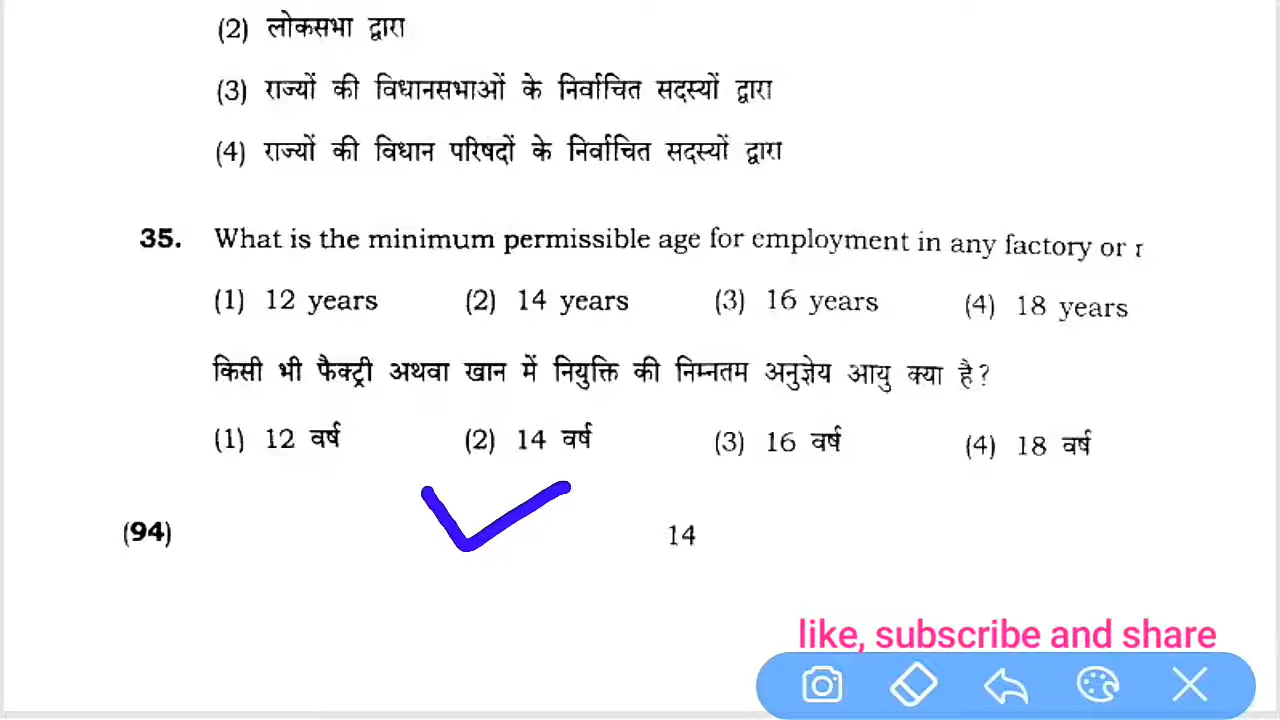 (2) लोकसभा द्वारा
(3) राज्यों की विधानसभाओं के निर्वाचित सदस्यों द्वारा
(4) राज्यों की विधान परिषदों के निर्वाचित सदस्यों द्वारा
35. What is the minimum permissible age for employment in any factory or
(1) 12 years (2) 14 years (3) 16 years (4) 18 years
किसी भी फैक्ट्री अथवा खान में नियुक्ति की निम्नतम अनुज्ञेय आयु क्या है?
(1) 12 वर्ष (2) 14 वर्ष (3) 16 वर्ष (4) 18 वर्ष
(94) 14
like, subscribe and share